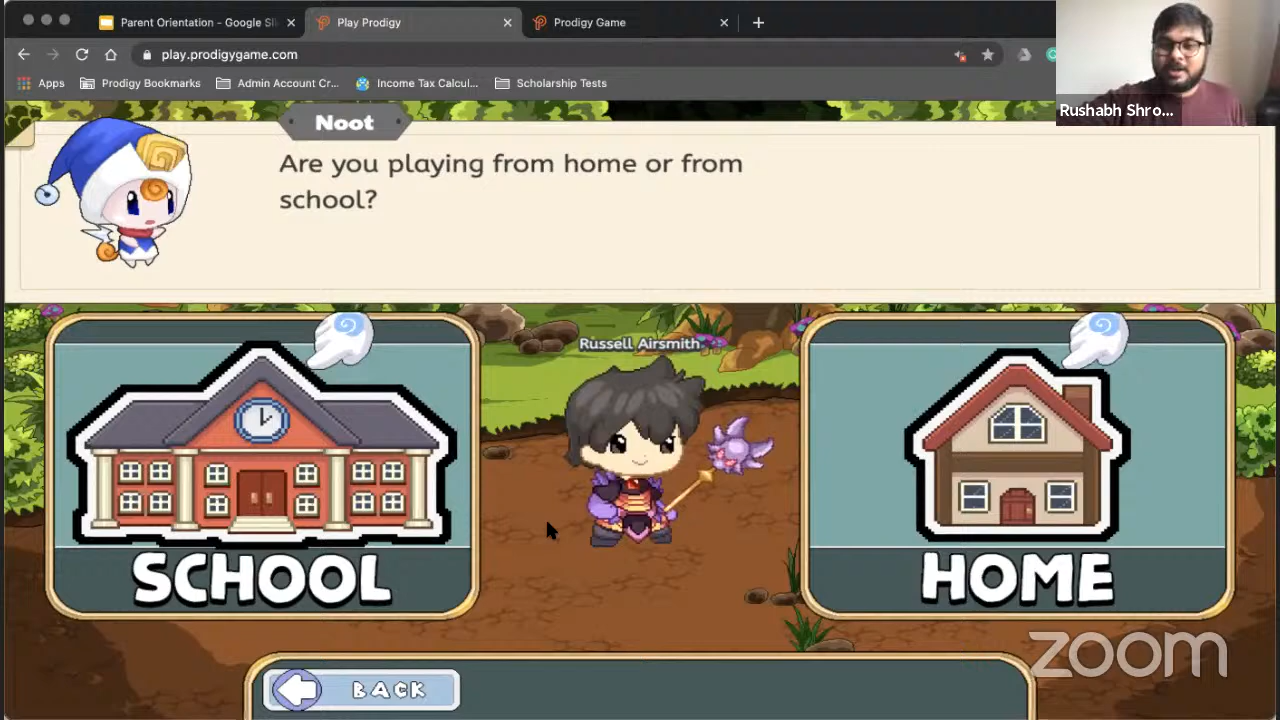 Parent Orientation - Google Sli
Play Prodigy
Prodigy Game
play.prodigygame.com
Apps
Prodigy Bookmarks
Admin Account Cr...
Income Tax Calcul...
Scholarship Tests
Rushabh Shro...
Noot
Are you playing from home or from
school?
Russell Airsmith
SCHOOL
HOME
zoom
BACK